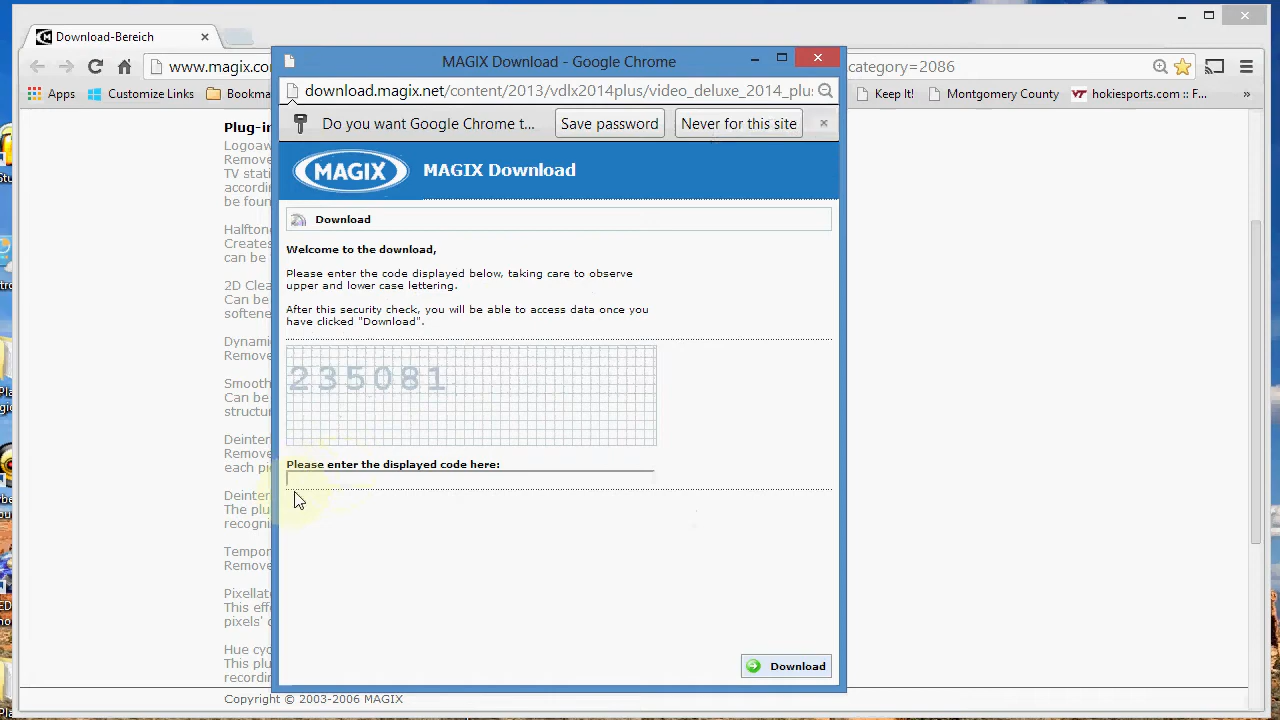 Download-Bereich
www.magix.co
category=2086
Apps
Customize Links
Bookma
Keep It!
Montgomery County
hokiesports.com :: F...
»
MAGIX Download - Google Chrome
download.magix.net/content/2013/vdlx2014plus/video_deluxe_2014_plus
Do you want Google Chrome t...
Save password
Never for this site
MAGIX
MAGIX Download
Download
Welcome to the download,
Please enter the code displayed below, taking care to observe
upper and lower case lettering.
After this security check, you will be able to access data once you
have clicked "Download".
235081
Please enter the displayed code here:
Download
Plug-in
Logoaw
Remove
TV stati
accordin
be foun
Halfton
Creates
can be
2D Clea
Can be
softene
Dynami
Remove
Smooth
Can be
structur
Deinter
Remove
each pi
Deinter
The plu
recogni
Tempor
Remove
Pixellat
This effe
pixels' c
Hue cyc
This plu
recordin
Copyright © 2003-2006 MAGIX